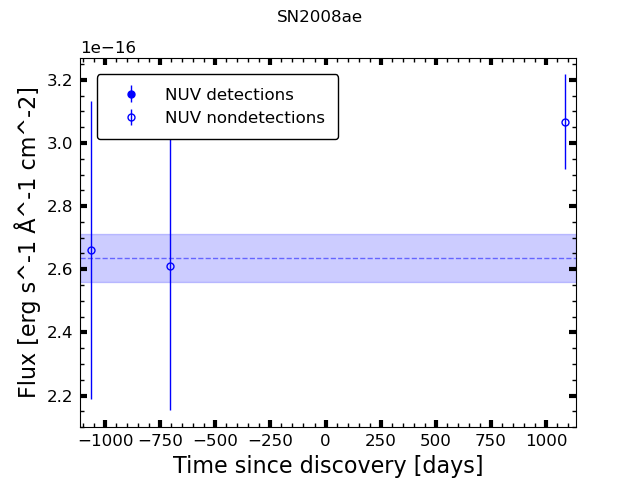 SN2008ae
1e−16
3.2
3.0
2.8
2.6
2.4
2.2
Flux [erg s^-1 Å^-1 cm^-2]
NUV detections
NUV nondetections
−1000 −750 −500 −250 0 250 500 750 1000
Time since discovery [days]